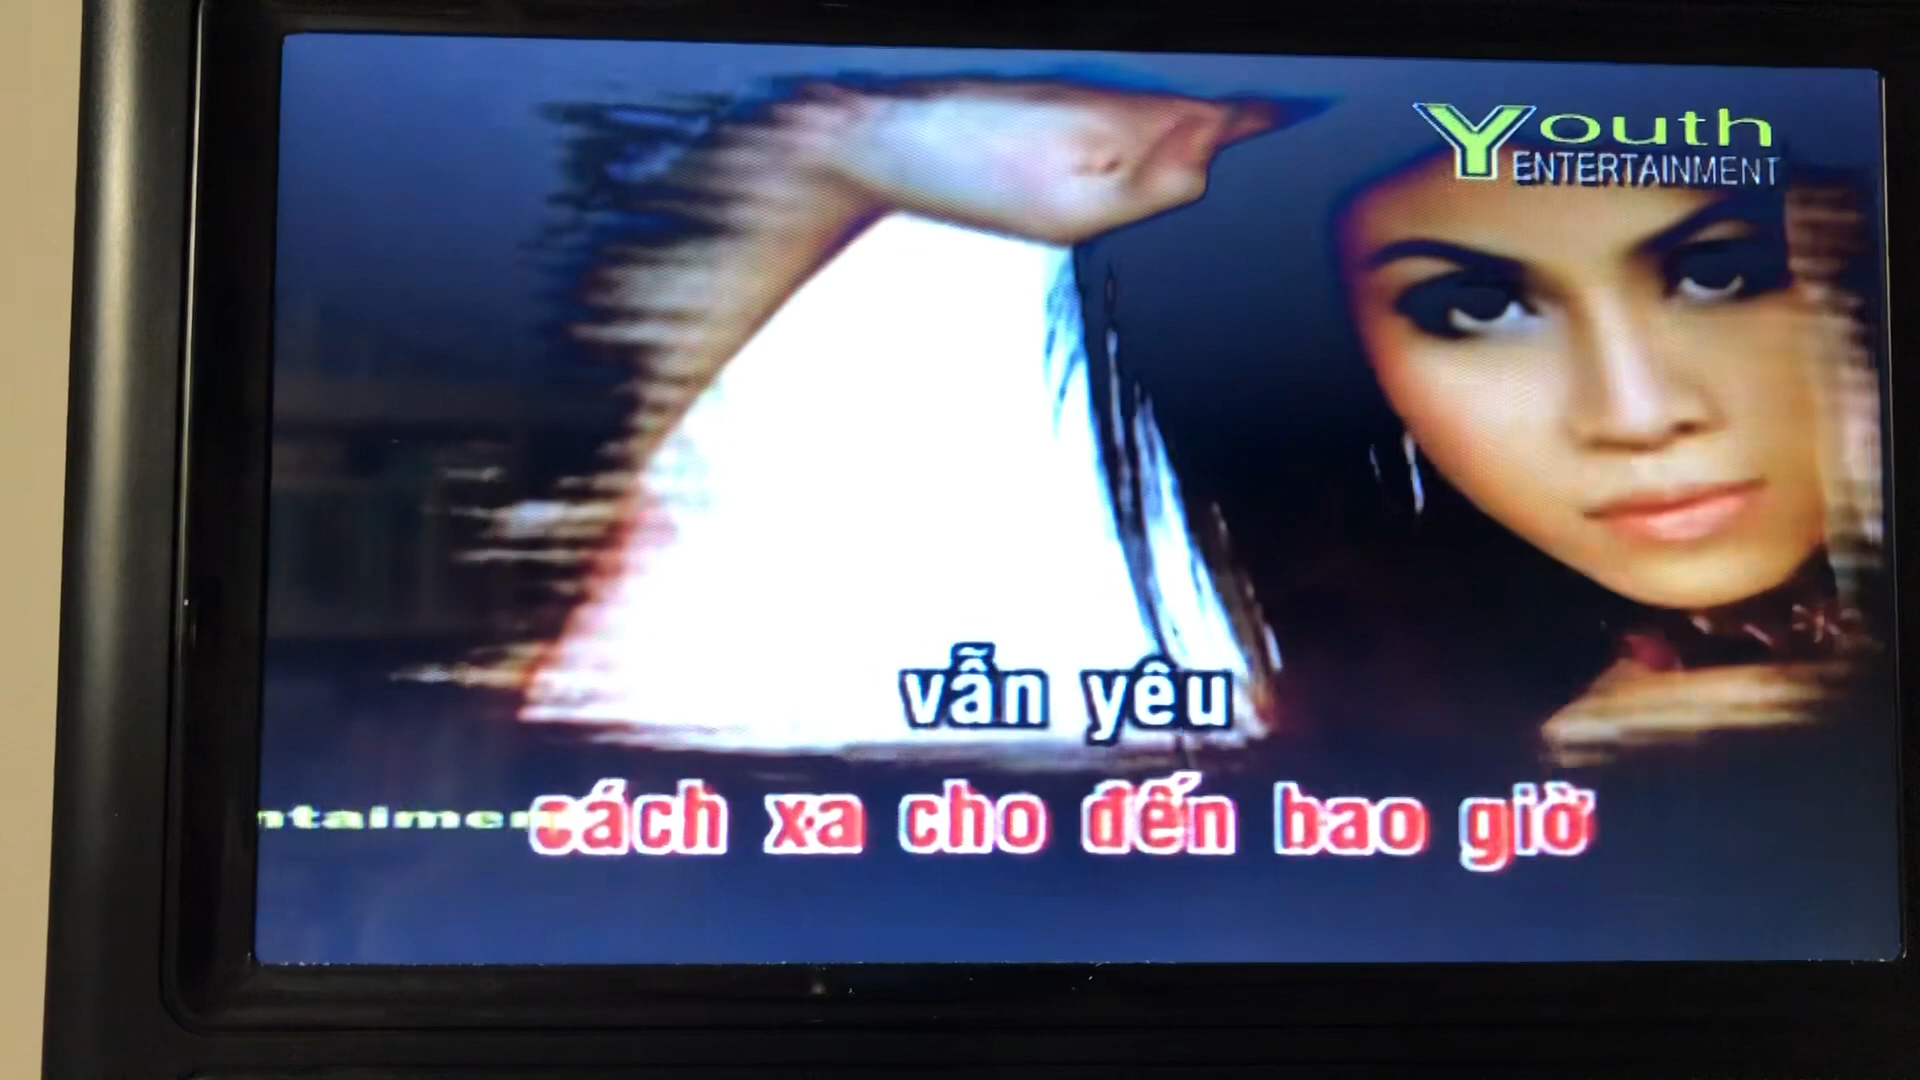 Youth
ENTERTAINMENT
vẫn yêu
cách xa cho đến bao giờ